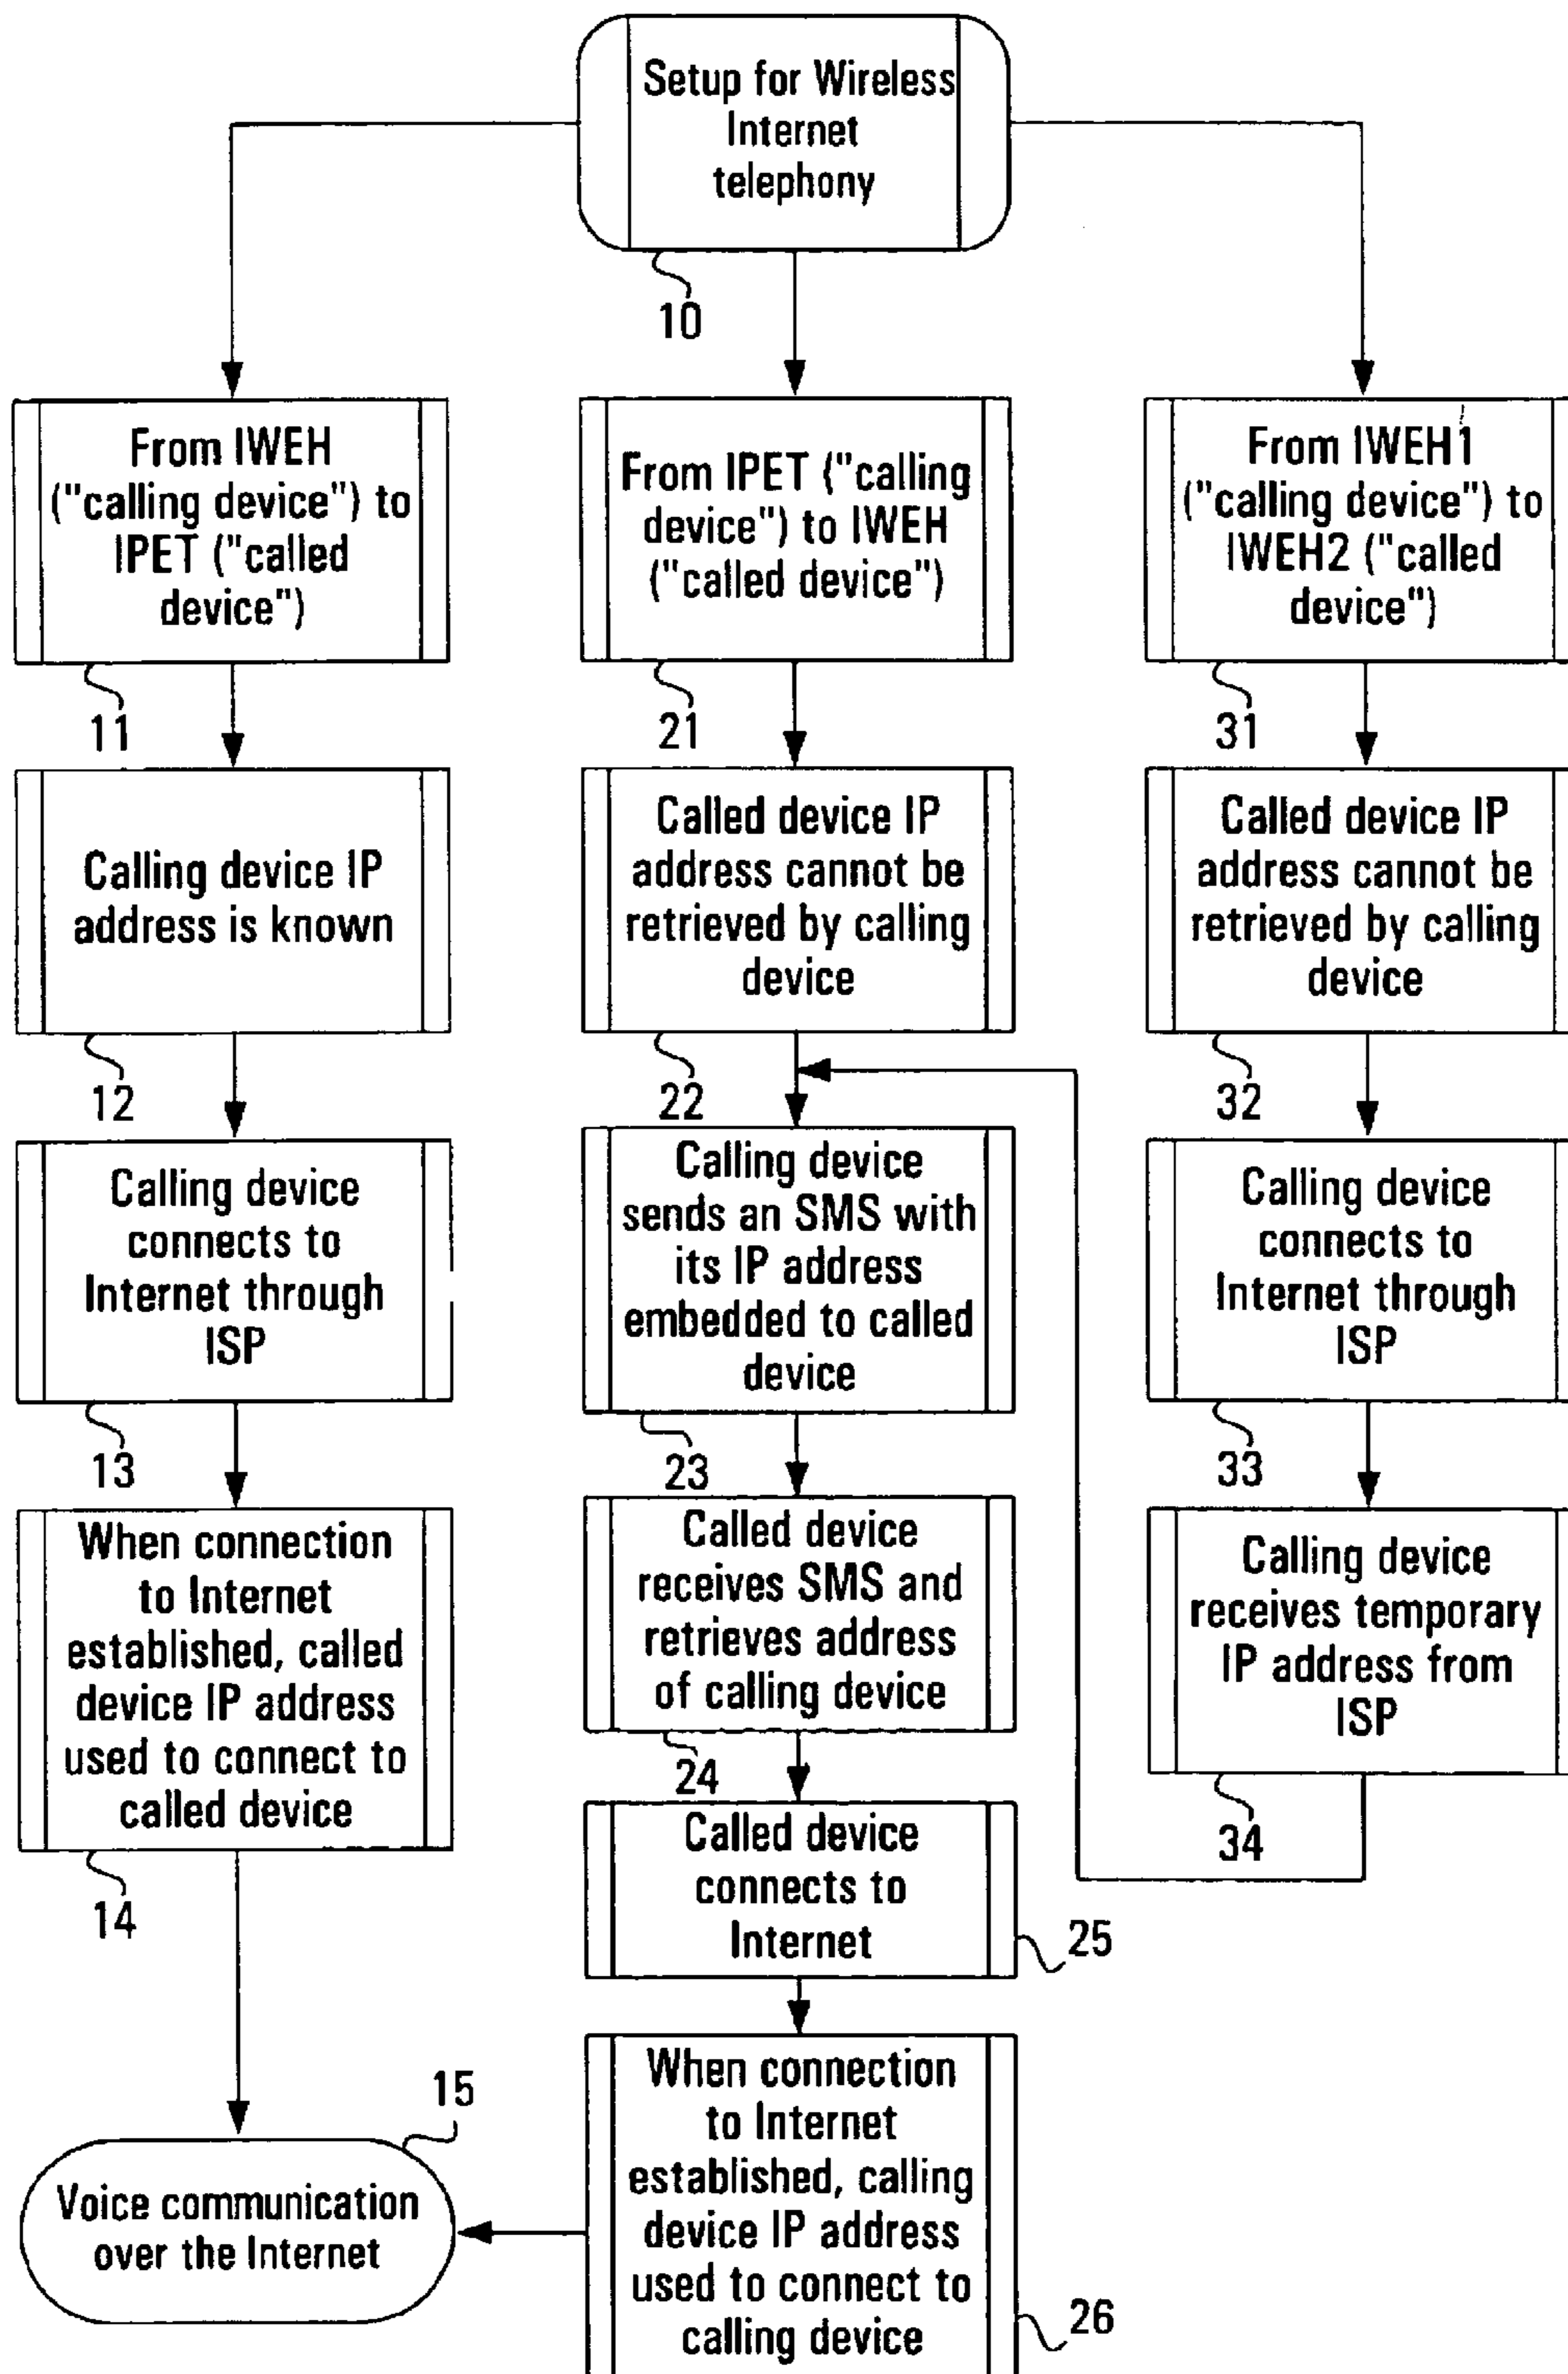 Setup for Wireless
Internet
telephony
10
From IWEH
("calling device") to
IPET ("called
device")
11
Calling device IP
address is known
12
Calling device
connects to
Internet through
ISP
13
When connection
to Internet
established, called
device IP address
used to connect to
called device
14
From IPET ("calling
device") to IWEH
("called device")
21
Called device IP
address cannot be
retrieved by calling
device
22
Calling device
sends an SMS with
its IP address
embedded to called
device
23
Called device
receives SMS and
retrieves address
of calling device
24
Called device
connects to
Internet
25
When connection
to Internet
established, calling
device IP address
used to connect to
calling device
26
From IWEH1
("calling device") to
IWEH2 ("called
device")
31
Called device IP
address cannot be
retrieved by calling
device
32
Calling device
connects to
Internet through
ISP
33
Calling device
receives temporary
IP address from
ISP
34
15
Voice communication
over the Internet